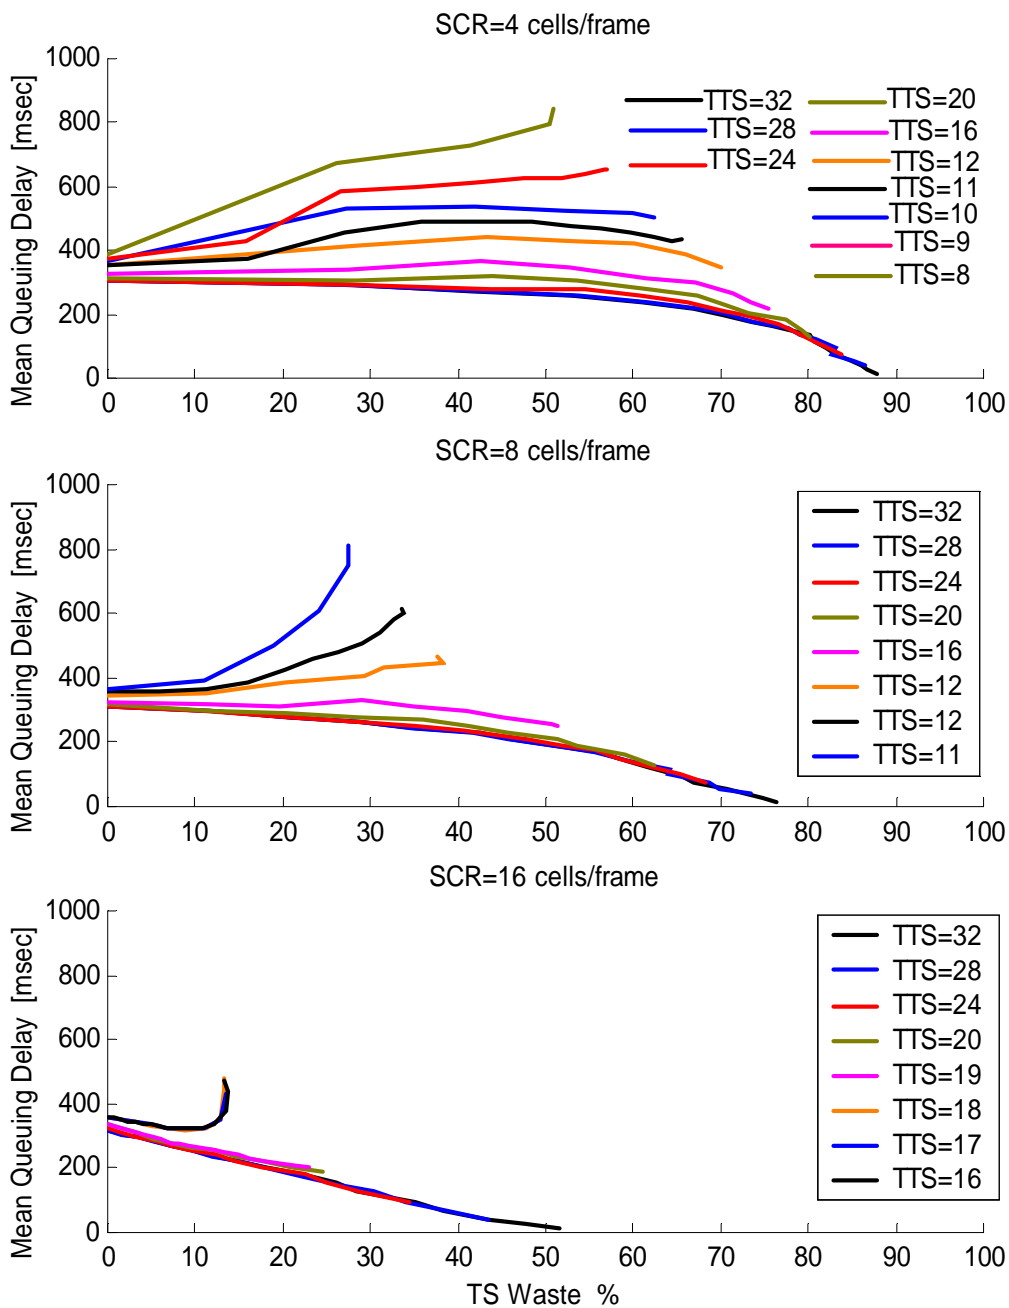 SCR=4 cells/frame
Mean Queuing Delay [msec]
1000
800
600
400
200
0
0 10 20 30 40 50 60 70 80 90 100
TTS=32
TTS=28
TTS=24
TTS=20
TTS=16
TTS=12
TTS=11
TTS=10
TTS=9
TTS=8
SCR=8 cells/frame
Mean Queuing Delay [msec]
1000
800
600
400
200
0
0 10 20 30 40 50 60 70 80 90 100
TTS=32
TTS=28
TTS=24
TTS=20
TTS=16
TTS=12
TTS=12
TTS=11
SCR=16 cells/frame
Mean Queuing Delay [msec]
1000
800
600
400
200
0
0 10 20 30 40 50 60 70 80 90 100
TTS=32
TTS=28
TTS=24
TTS=20
TTS=19
TTS=18
TTS=17
TTS=16
TS Waste %